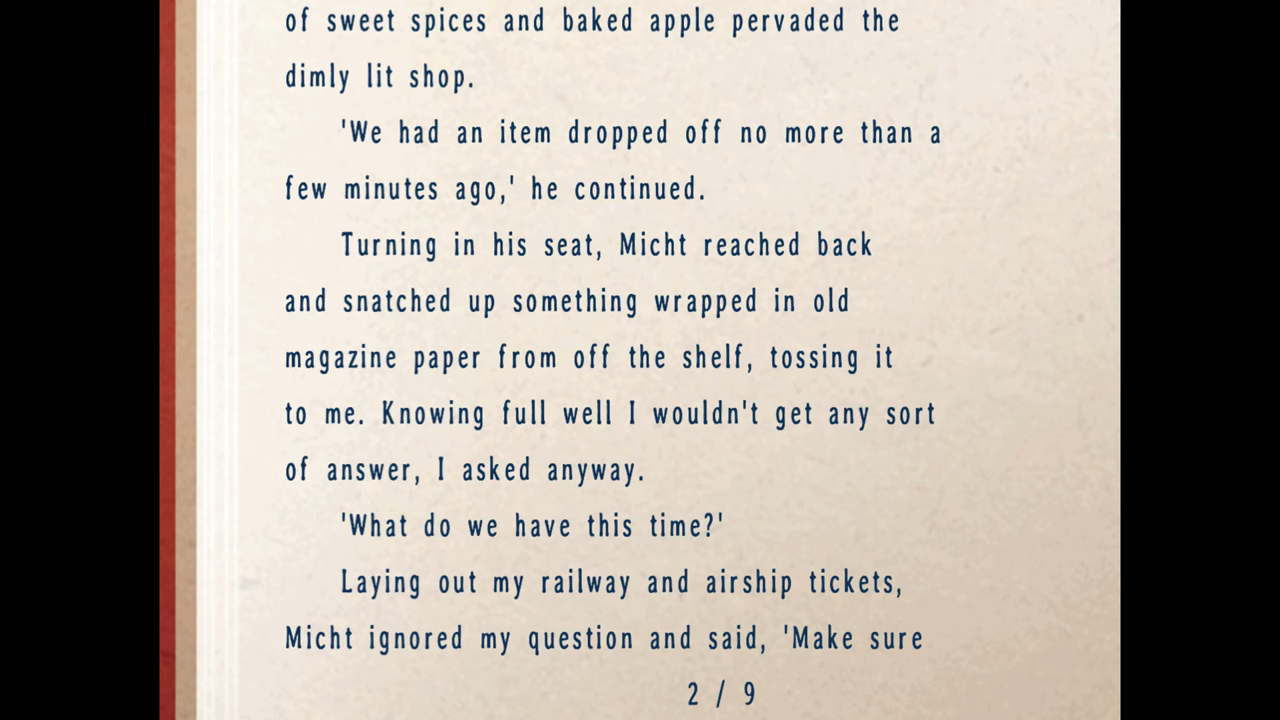 of sweet spices and baked apple pervaded the
dimly lit shop.
'We had an item dropped off no more than a
few minutes ago,' he continued.
Turning in his seat, Micht reached back
and snatched up something wrapped in old
magazine paper from off the shelf, tossing it
to me. Knowing full well I wouldn't get any sort
of answer, I asked anyway.
'What do we have this time?'
Laying out my railway and airship tickets,
Micht ignored my question and said, 'Make sure
2 / 9